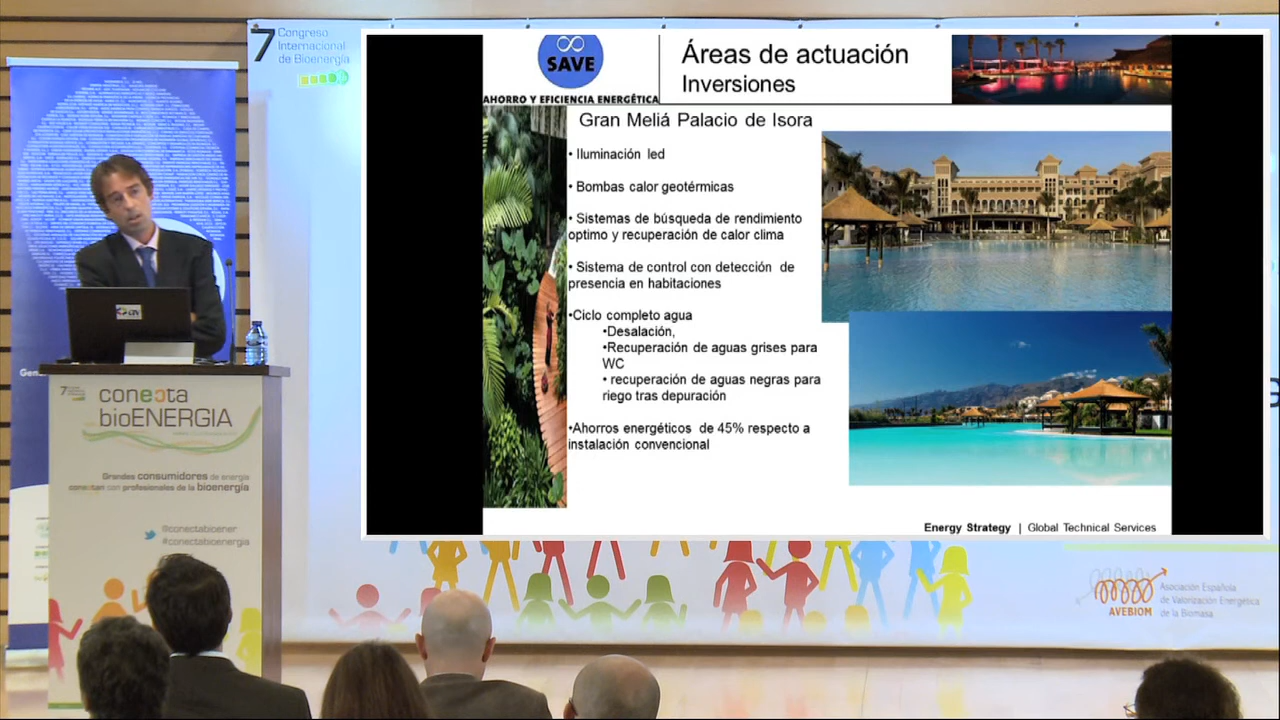 7 Congreso
Internacional
de Bioenergía
SAVE
AHORRO Y EFICIENCIA ENERGÉTICA
Áreas de actuación
Inversiones
Gran Meliá Palacio de Isora
• Iluminación led
• Bombas calor geotérmicas
• Sistemas de búsqueda de rendimiento
optimo y recuperación de calor clima
• Sistema de control con detección de
presencia en habitaciones
•Ciclo completo agua
•Desalación,
•Recuperación de aguas grises para
WC
• recuperación de aguas negras para
riego tras depuración
•Ahorros energéticos de 45% respecto a
instalación convencional
Energy Strategy | Global Technical Services
7
conecta
bioENERGIA
Grandes consumidores de energía
conectan con profesionales de la bioenergía
@conectabioener
#conectabioenergia
AVEBIOM
Asociación Española
de Valorización Energética
de la Biomasa